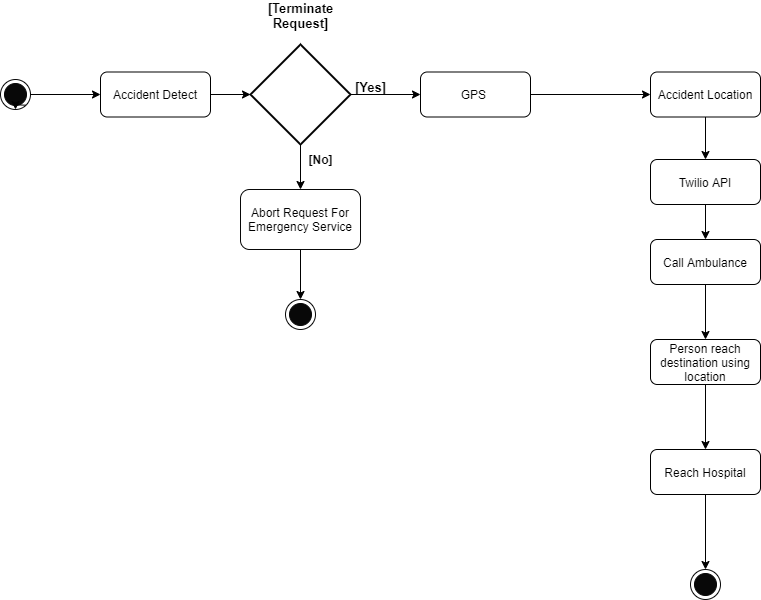 [Terminate
Request]
Accident Detect
[Yes]
GPS
Accident Location
[No]
Twilio API
Abort Request For
Emergency Service
Call Ambulance
Person reach
destination using
location
Reach Hospital